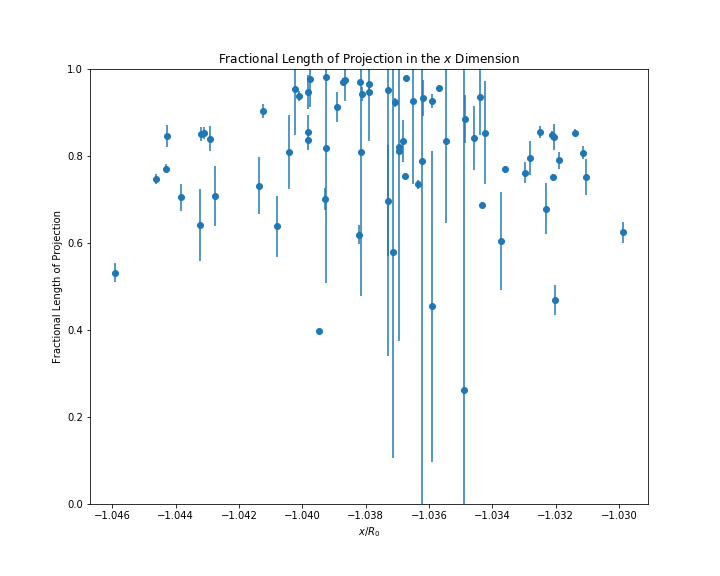 Fractional Length of Projection in the x Dimension
Fractional Length of Projection
1.0
0.8
0.6
0.4
0.2
0.0
−1.046 −1.044 −1.042 −1.040 −1.038 −1.036 −1.034 −1.032 −1.030
x/R₀